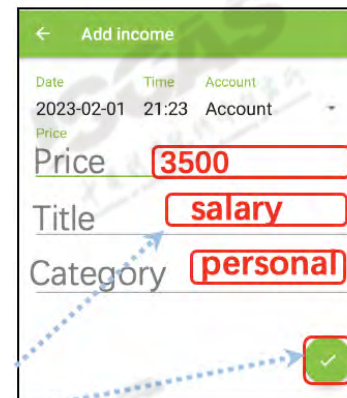 Add income
Date Time Account
2023-02-01 21:23 Account
Price
Price 3500
Title salary
Category personal